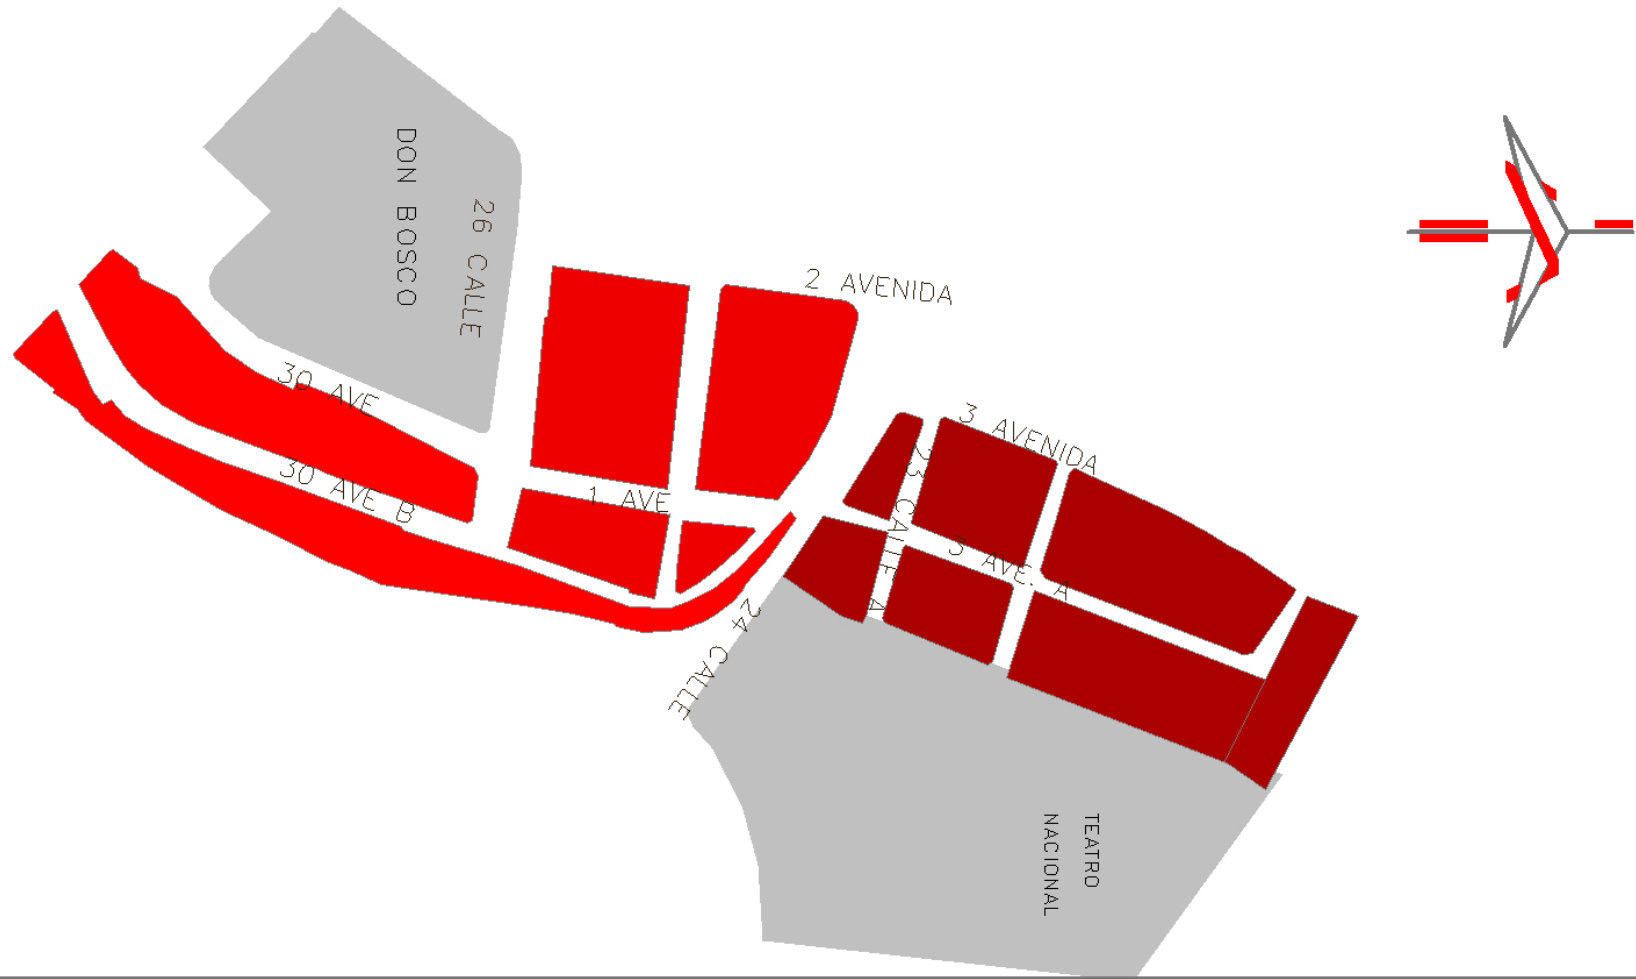 DON BOSCO
26 CALLE
2 AVENIDA
30 AVE
30 AVE B
1 AVE
3 AVENIDA
23 CALLE A
3 AVE. A
24 CALLE
TEATRO
NACIONAL